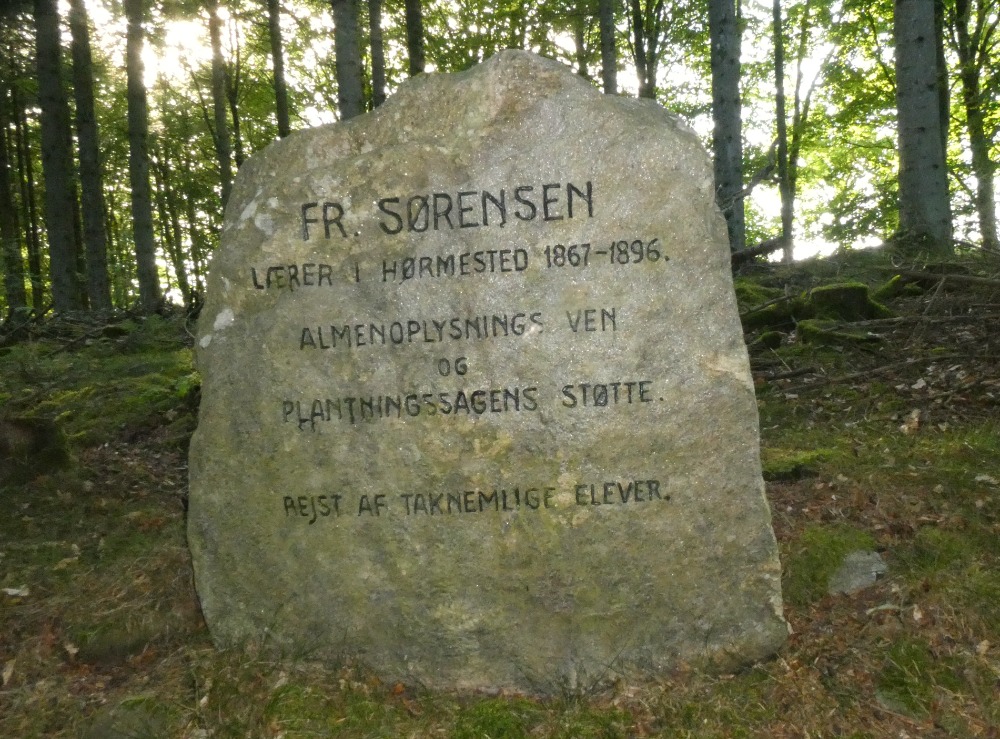 FR. SØRENSEN
LÆRER I HØRMESTED 1867-1896.
ALMENOPLYSNINGS VEN
OG
PLANTNINGSSAGENS STØTTE.
REJST AF TAKNEMLIGE ELEVER.